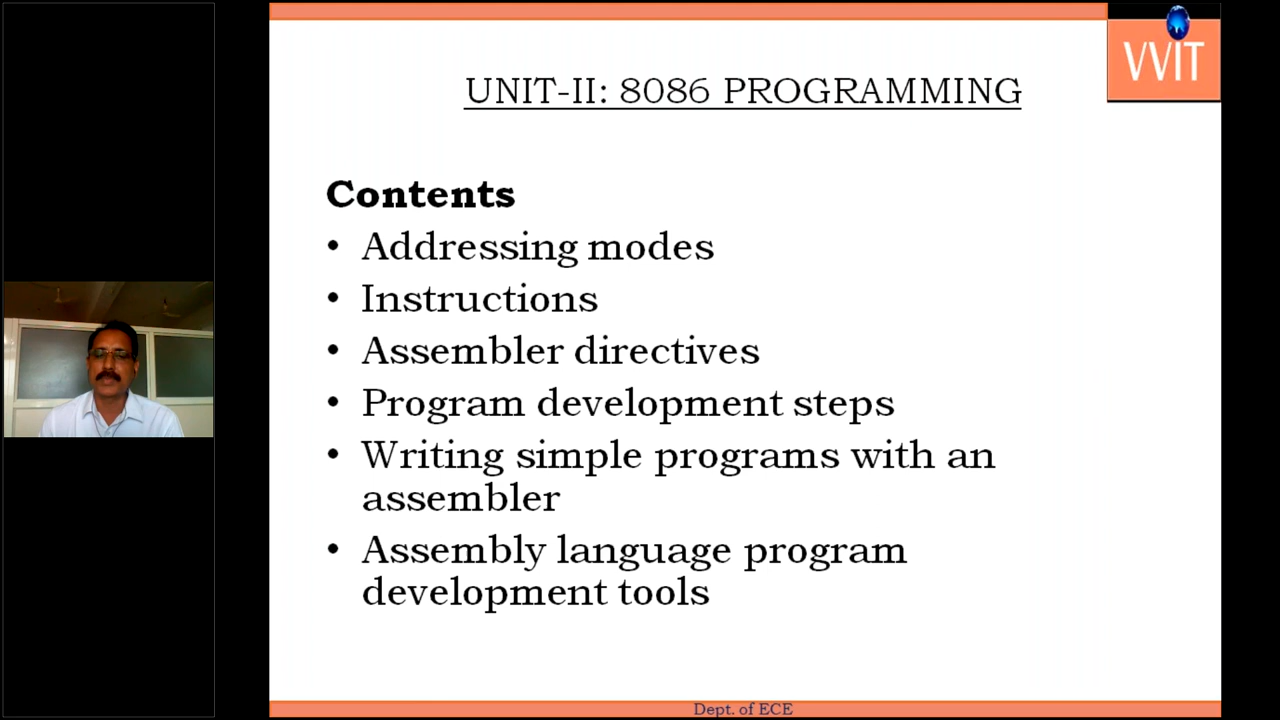 VVIT
UNIT-II: 8086 PROGRAMMING
Contents
• Addressing modes
• Instructions
• Assembler directives
• Program development steps
• Writing simple programs with an
assembler
• Assembly language program
development tools
Dept. of ECE